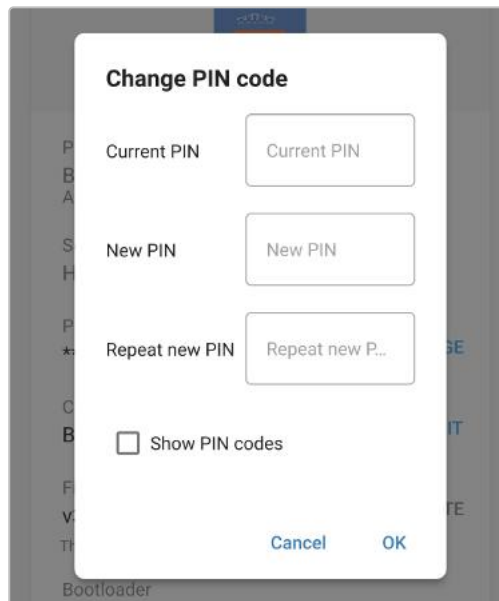 Change PIN code
Current PIN Current PIN
New PIN New PIN
Repeat new PIN Repeat new P...
Show PIN codes
Cancel OK
Bootloader